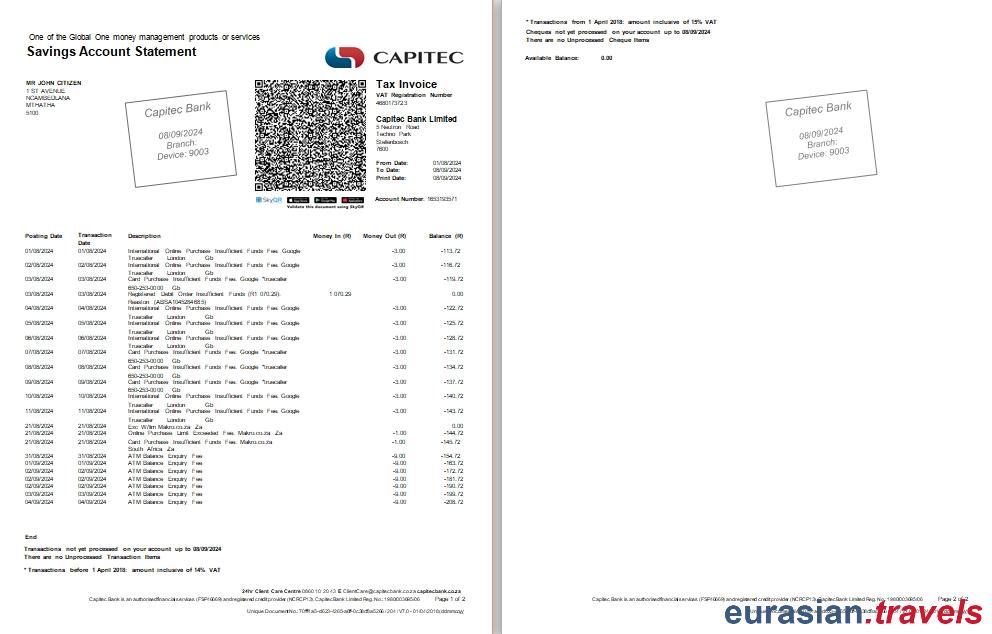 One of the Global One money management products or services
Savings Account Statement
CAPITEC
MR JOHN CITIZEN
1 ST AVENUE
NCAMBEDLANA
MTHATHA
5100
Capitec Bank
08/09/2024
Branch:
Device: 9003
SkyQR
Validate this document using SkyQR
Tax Invoice
VAT Registration Number
4680173723
Capitec Bank Limited
5 Neutron Road
Techno Park
Stellenbosch
7600
From Date: 01/08/2024
To Date: 08/09/2024
Print Date: 08/09/2024
Account Number: 1653193571
Posting Date Transaction Date Description Money In (R) Money Out (R) Balance (R)
01/08/2024 01/08/2024 International Online Purchase Insufficient Funds Fee: Google -3.00 -113.72
Truecaller London Gb
02/08/2024 02/08/2024 International Online Purchase Insufficient Funds Fee: Google -3.00 -116.72
Truecaller London Gb
03/08/2024 03/08/2024 Card Purchase Insufficient Funds Fee: Google *truecaller -3.00 -119.72
650-253-0000 Gb
03/08/2024 03/08/2024 Registered Debit Order Insufficient Funds (R1 070.29): 1 070.29 0.00
04/08/2024 04/08/2024 International Online Purchase Insufficient Funds Fee: Google -3.00 -122.72
Truecaller London Gb
05/08/2024 05/08/2024 International Online Purchase Insufficient Funds Fee: Google -3.00 -125.72
Truecaller London Gb
06/08/2024 06/08/2024 International Online Purchase Insufficient Funds Fee: Google -3.00 -128.72
Truecaller London Gb
07/08/2024 07/08/2024 Card Purchase Insufficient Funds Fee: Google *truecaller -3.00 -131.72
650-253-0000 Gb
08/08/2024 08/08/2024 Card Purchase Insufficient Funds Fee: Google *truecaller -3.00 -134.72
650-253-0000 Gb
09/08/2024 09/08/2024 Card Purchase Insufficient Funds Fee: Google *truecaller -3.00 -137.72
650-253-0000 Gb
10/08/2024 10/08/2024 International Online Purchase Insufficient Funds Fee: Google -3.00 -140.72
Truecaller London Gb
11/08/2024 11/08/2024 International Online Purchase Insufficient Funds Fee: Google -3.00 -143.72
Truecaller London Gb
21/08/2024 21/08/2024 Exc W/lim Makro.co.za Za 0.00
21/08/2024 21/08/2024 Online Purchase Limit Exceeded Fee: Makro.co.za Za -1.00 -144.72
21/08/2024 21/08/2024 Card Purchase Insufficient Funds Fee: Makro.co.za -1.00 -145.72
South Africa Za
31/08/2024 31/08/2024 ATM Balance Enquiry Fee -9.00 -154.72
01/09/2024 01/09/2024 ATM Balance Enquiry Fee -9.00 -163.72
02/09/2024 02/09/2024 ATM Balance Enquiry Fee -9.00 -172.72
02/09/2024 02/09/2024 ATM Balance Enquiry Fee -9.00 -181.72
02/09/2024 02/09/2024 ATM Balance Enquiry Fee -9.00 -190.72
03/09/2024 03/09/2024 ATM Balance Enquiry Fee -9.00 -199.72
04/09/2024 04/09/2024 ATM Balance Enquiry Fee -9.00 -208.72
End
Transactions not yet processed on your account up to 08/09/2024
There are no Unprocessed Transaction Items
* Transactions before 1 April 2018: amount inclusive of 14% VAT
24hr Client Care Centre 0860 10 20 43 E ClientCare@capitecbank.co.za capitecbank.co.za
Capitec Bank is an authorised financial services (FSP46669) and registered credit provider (NCRCP13). Capitec Bank Limited Reg. No.: 1980/003695/06 Page 1 of 2
* Transactions from 1 April 2018: amount inclusive of 15% VAT
Cheques not yet processed on your account up to 08/09/2024
There are no Unprocessed Cheque Items
Available Balance: 0.00
Capitec Bank
08/09/2024
Branch:
Device: 9003
Capitec Bank is an authorised financial services (FSP46669) and registered credit provider (NCRCP13). Capitec Bank Limited Reg. No.: 1980/003695/06 Page 2 of 2
eurasian.travels